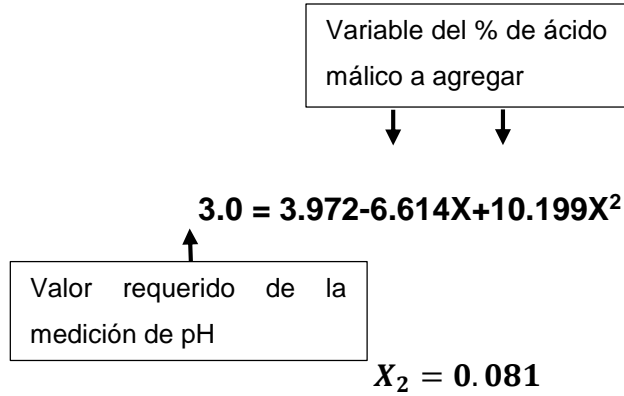 Variable del % de ácido
málico a agregar
3.0 = 3.972-6.614X+10.199X²
Valor requerido de la
medición de pH
X₂ = 0.081